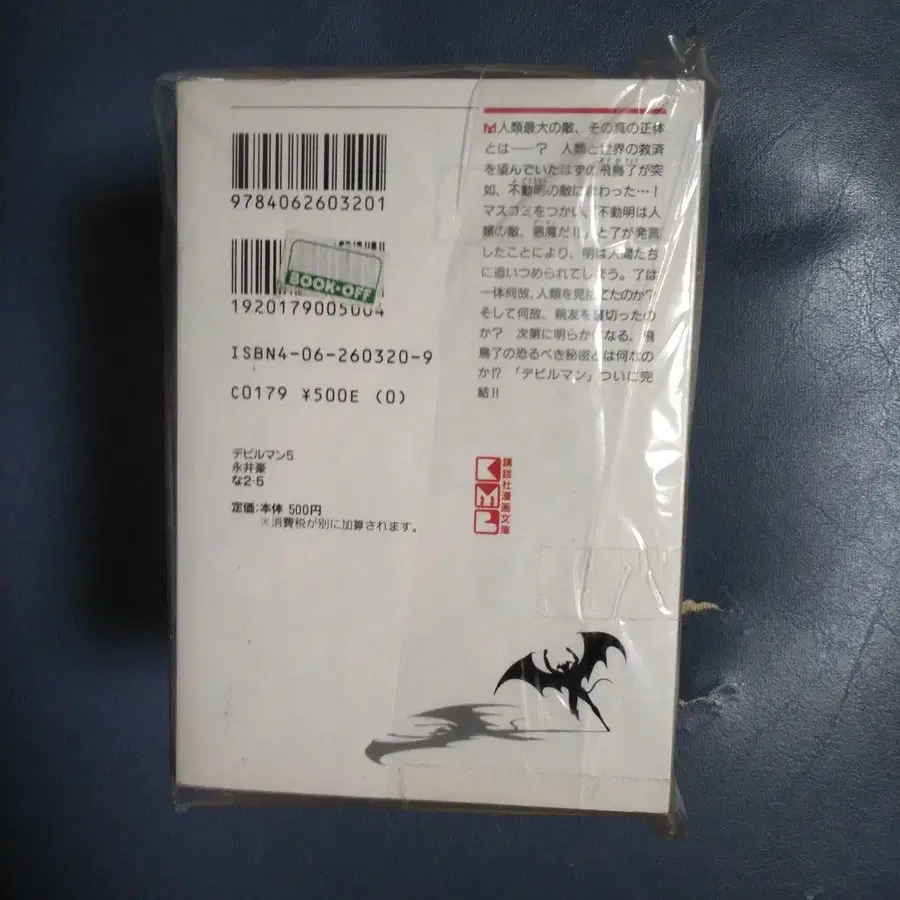 9784062603201
BOOK・OFF
1920179005004
ISBN4-06-260320-9
C0179 ¥500E (0)
デビルマン5
永井豪
な2-5
定価:本体 500円
※消費税が別に加算されます。
人類最大の敵、その真の正体
とは――? 人類と世界の救済
を望んでいたはずの飛鳥了が突
如、不動明の敵にまわった…!
マスコミをつかい、「不動明は人
類の敵、悪魔だ!!」と了が発言
したことにより、明は人間たち
に追いつめられてしまう。了は
一体何故、人類を見捨てたのか?
そして何故、親友を裏切ったの
か? 次第に明らかになる、飛
鳥了の恐るべき秘密とは何なの
か!? 「デビルマン」ついに完
結!!
KMB
講談社漫画文庫